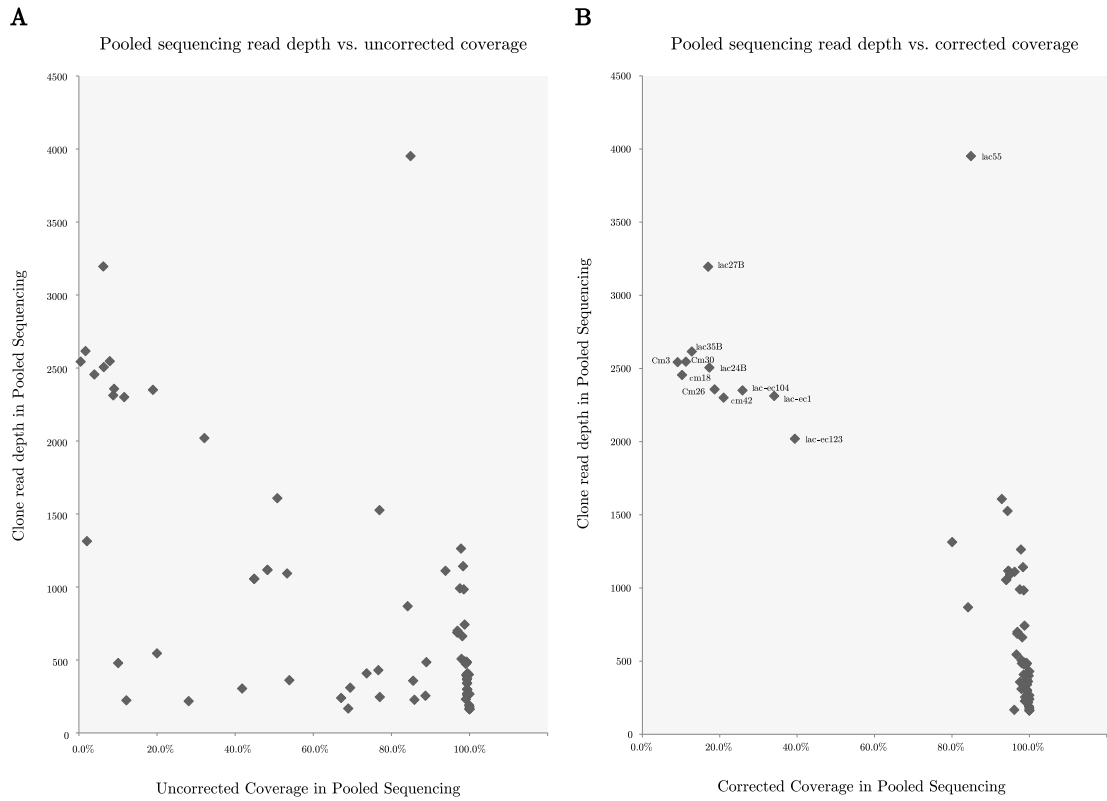 A
Pooled sequencing read depth vs. uncorrected coverage
4500
4000
3500
3000
2500
2000
1500
1000
500
0
0.0%
20.0%
40.0%
60.0%
80.0%
100.0%
Clone read depth in Pooled Sequencing
Uncorrected Coverage in Pooled Sequencing
B
Pooled sequencing read depth vs. corrected coverage
4500
4000
3500
3000
2500
2000
1500
1000
500
0
0.0%
20.0%
40.0%
60.0%
80.0%
100.0%
Clone read depth in Pooled Sequencing
Corrected Coverage in Pooled Sequencing
lac55
lac27B
lac35B
Cm3
Cm30
lac24B
cm18
Cm26
lac-ec104
cm42
lac-ec1
lac-ec123